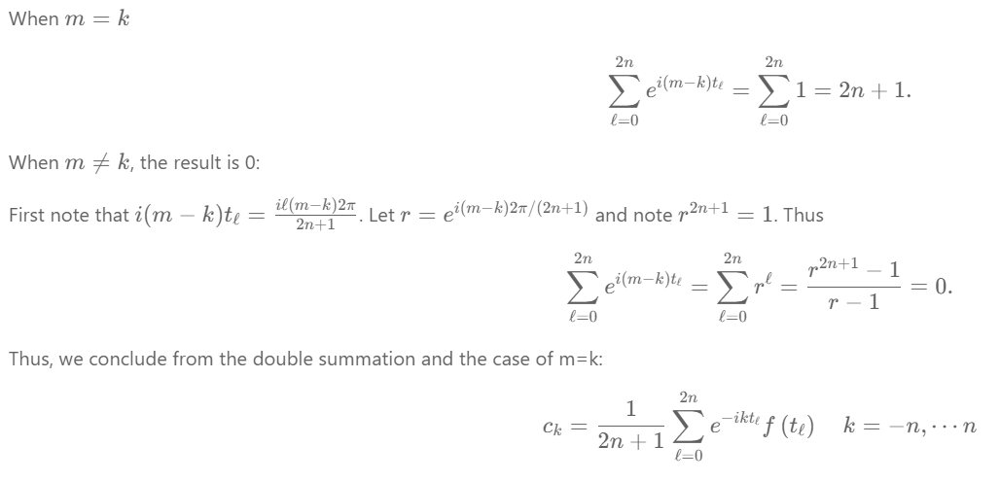 When $m = k$
$$\sum_{\ell=0}^{2n} e^{i(m-k)t_\ell} = \sum_{\ell=0}^{2n} 1 = 2n + 1.$$
When $m \neq k$, the result is 0:
First note that $i(m-k)t_\ell = \frac{i\ell(m-k)2\pi}{2n+1}$. Let $r = e^{i(m-k)2\pi/(2n+1)}$ and note $r^{2n+1} = 1$. Thus
$$\sum_{\ell=0}^{2n} e^{i(m-k)t_\ell} = \sum_{\ell=0}^{2n} r^\ell = \frac{r^{2n+1} - 1}{r - 1} = 0.$$
Thus, we conclude from the double summation and the case of m=k:
$$c_k = \frac{1}{2n+1} \sum_{\ell=0}^{2n} e^{-ikt_\ell} f(t_\ell) \quad k = -n, \cdots n$$